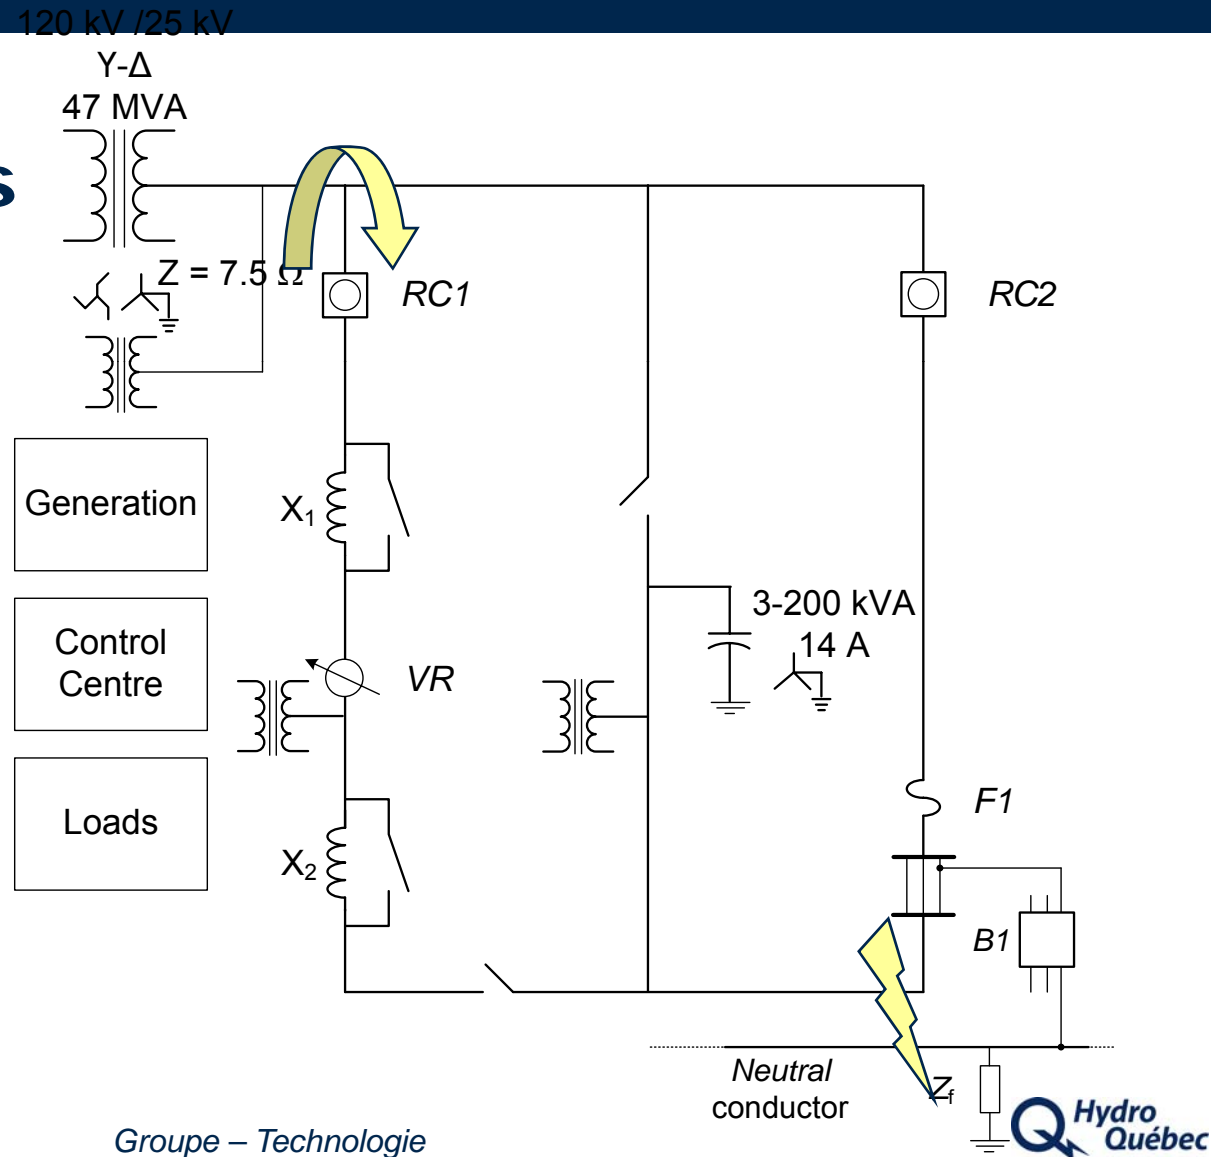 120 kV /25 kV
Y-Δ
47 MVA
s
Z = 7.5 Ω
RC1
RC2
Generation
X₁
3-200 kVA
14 A
Control
Centre
VR
Loads
F1
X₂
B1
Neutral
conductor
Zf
Groupe – Technologie
Hydro
Québec